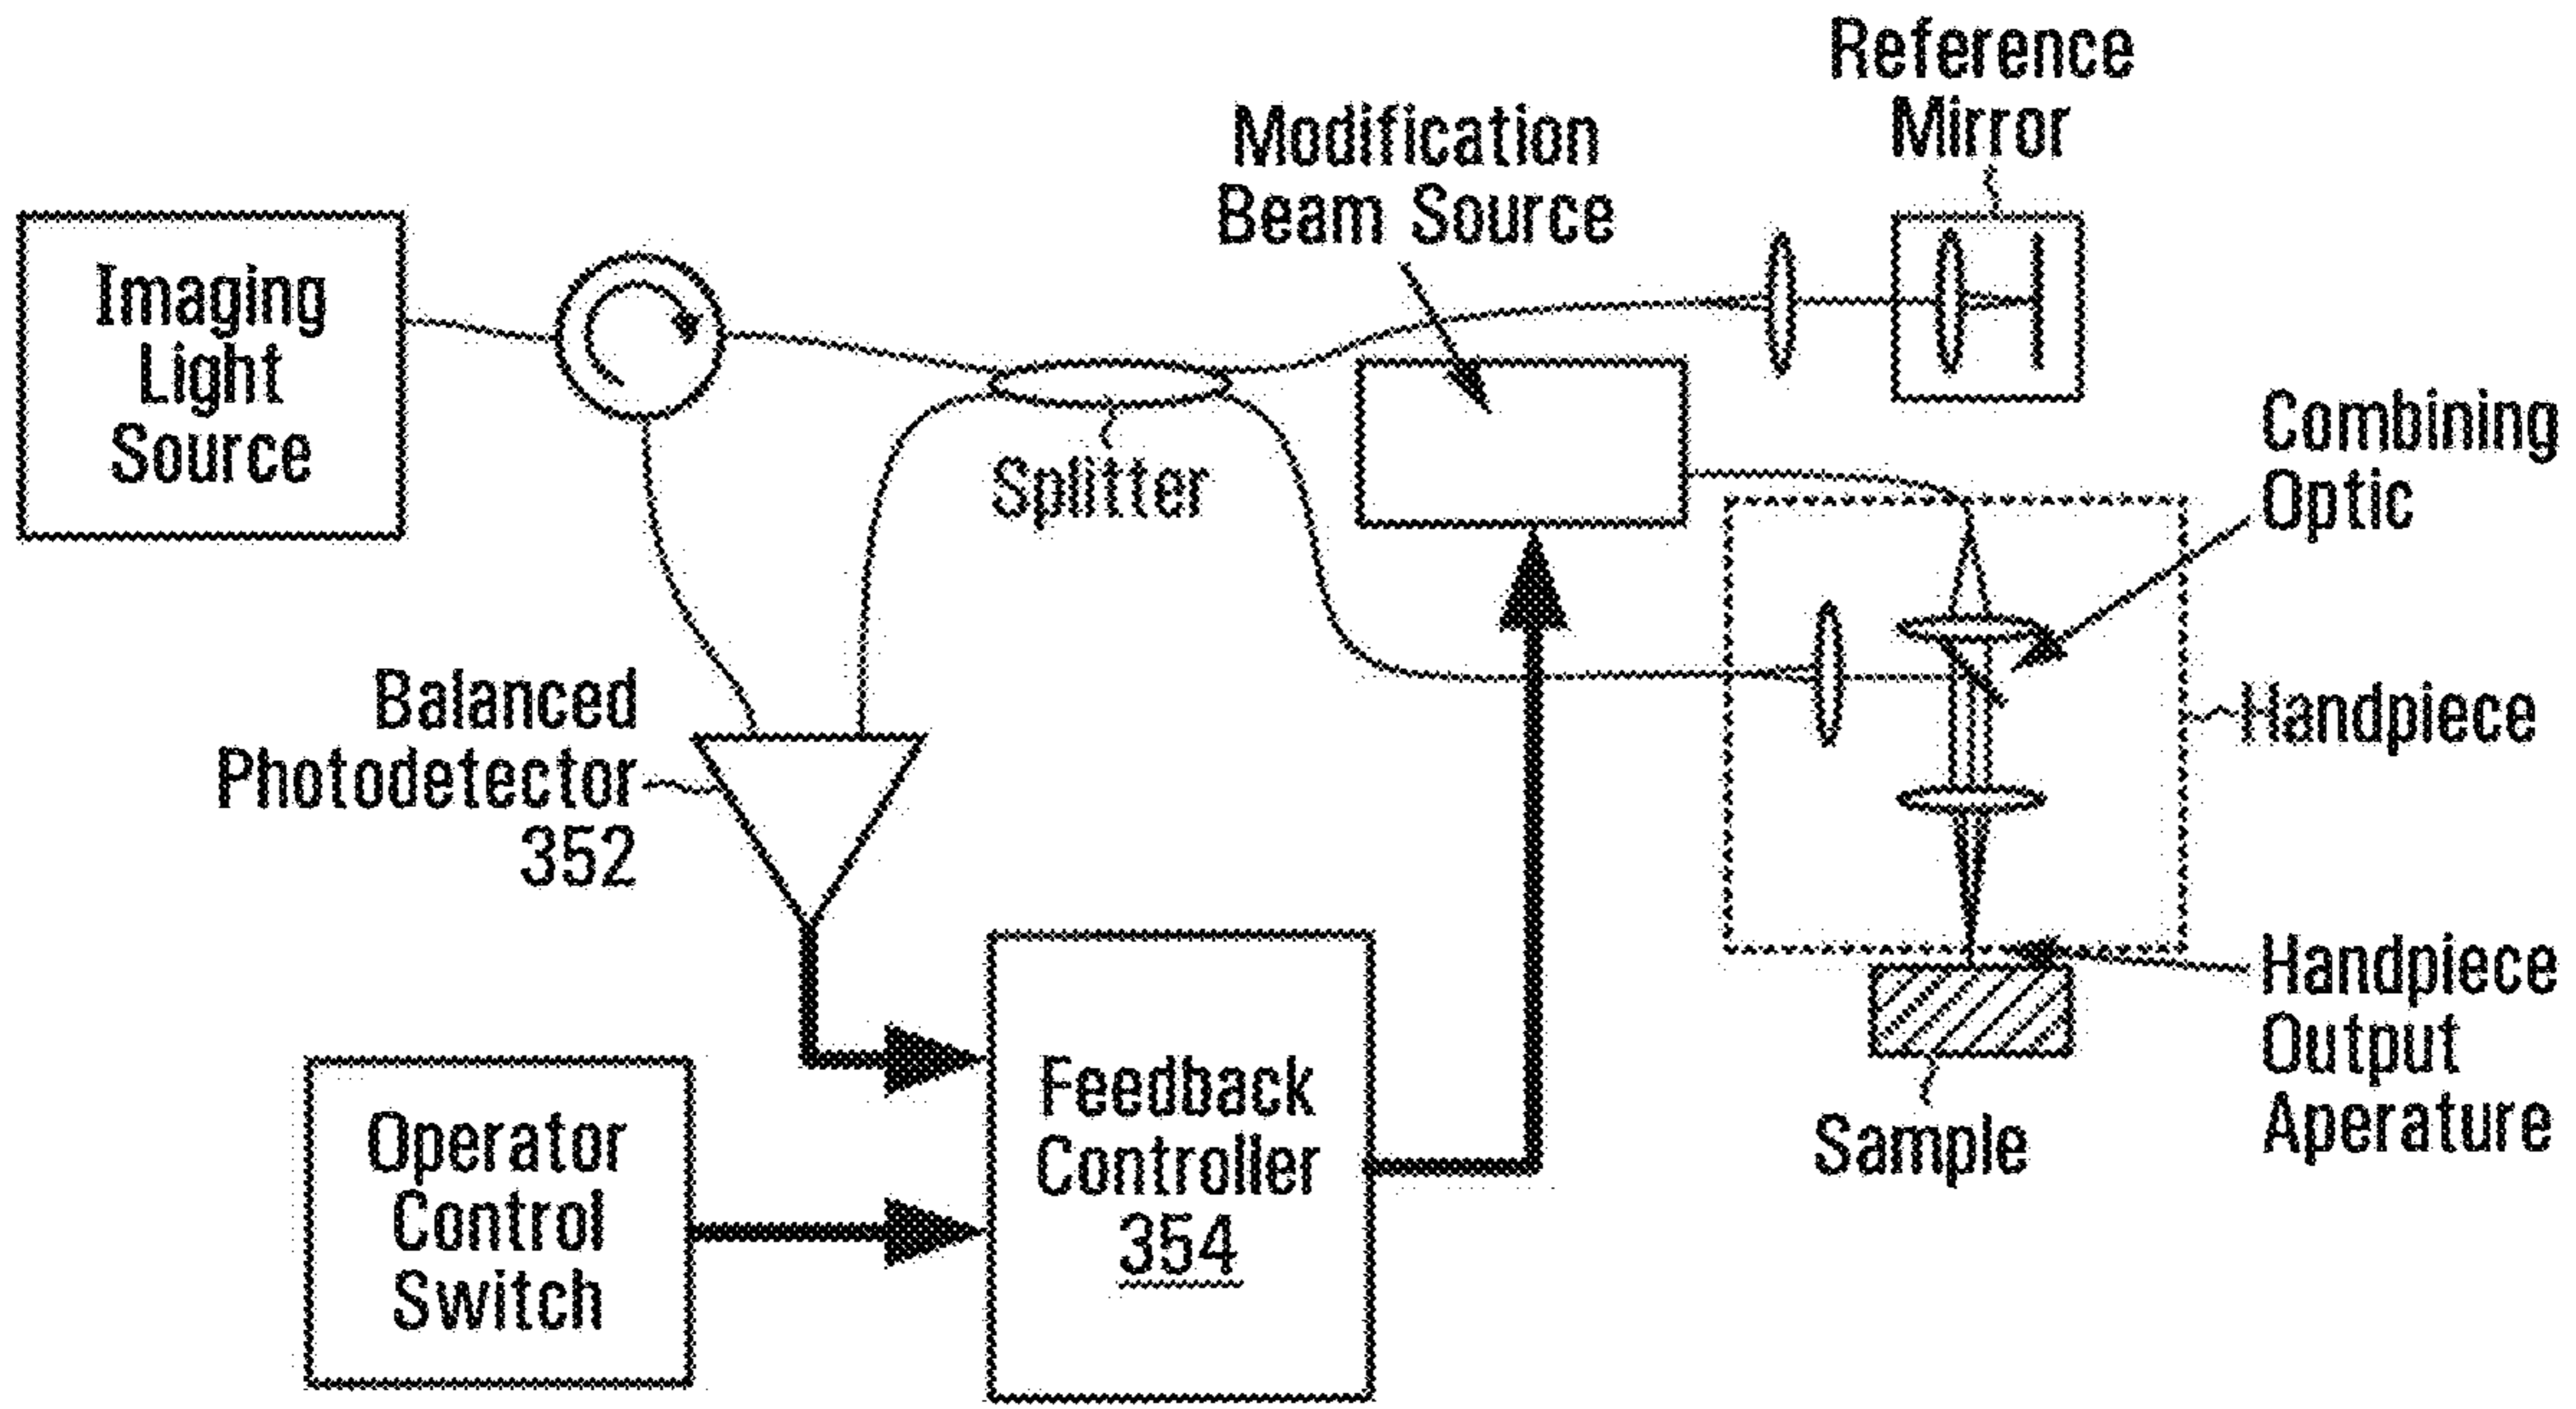 Reference
Mirror
Modification
Beam Source
Imaging
Light
Source
Splitter
Combining
Optic
Balanced
Photodetector
352
Handpiece
Feedback
Controller
354
Operator
Control
Switch
Handpiece
Output
Aperature
Sample